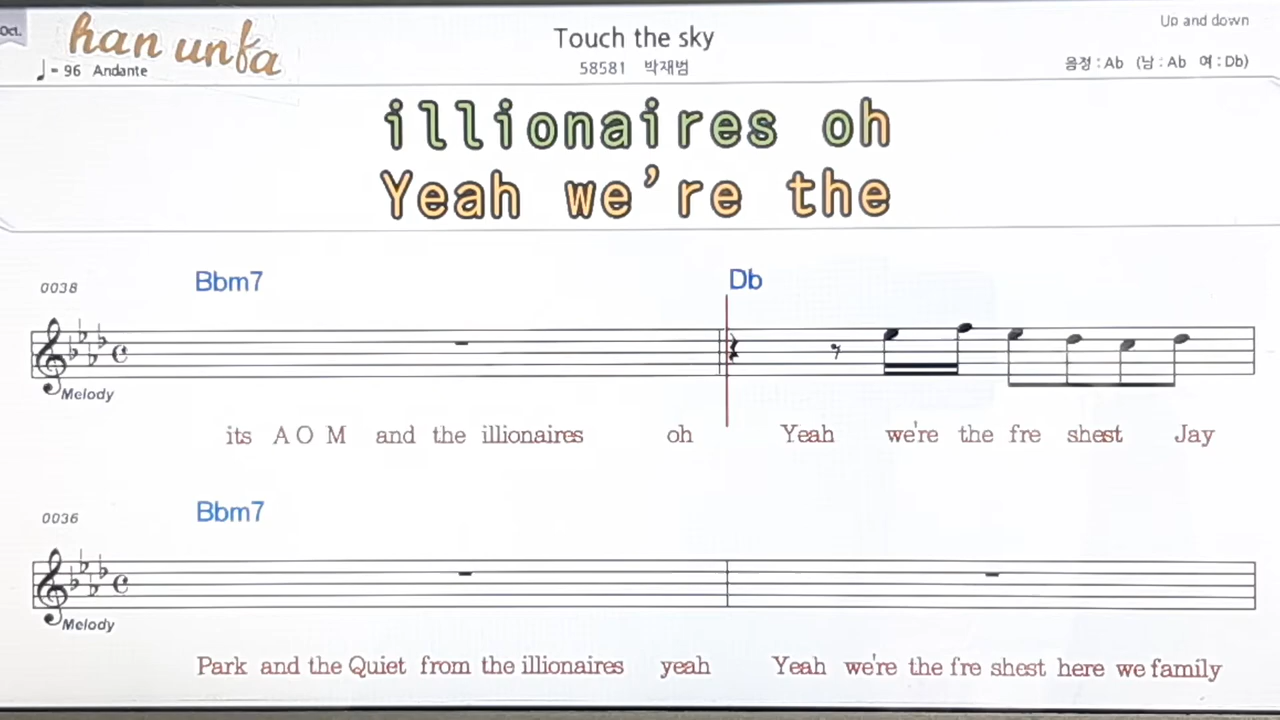 Oct.
han unfa
♩= 96 Andante
Touch the sky
58581 박재범
Up and down
음정 : Ab (남 : Ab 여 : Db)
illionaires oh
Yeah we're the
0038
Bbm7 Db
Melody
its A O M and the illionaires oh Yeah we're the fre shest Jay
0036
Bbm7
Melody
Park and the Quiet from the illionaires yeah Yeah we're the fre shest here we family